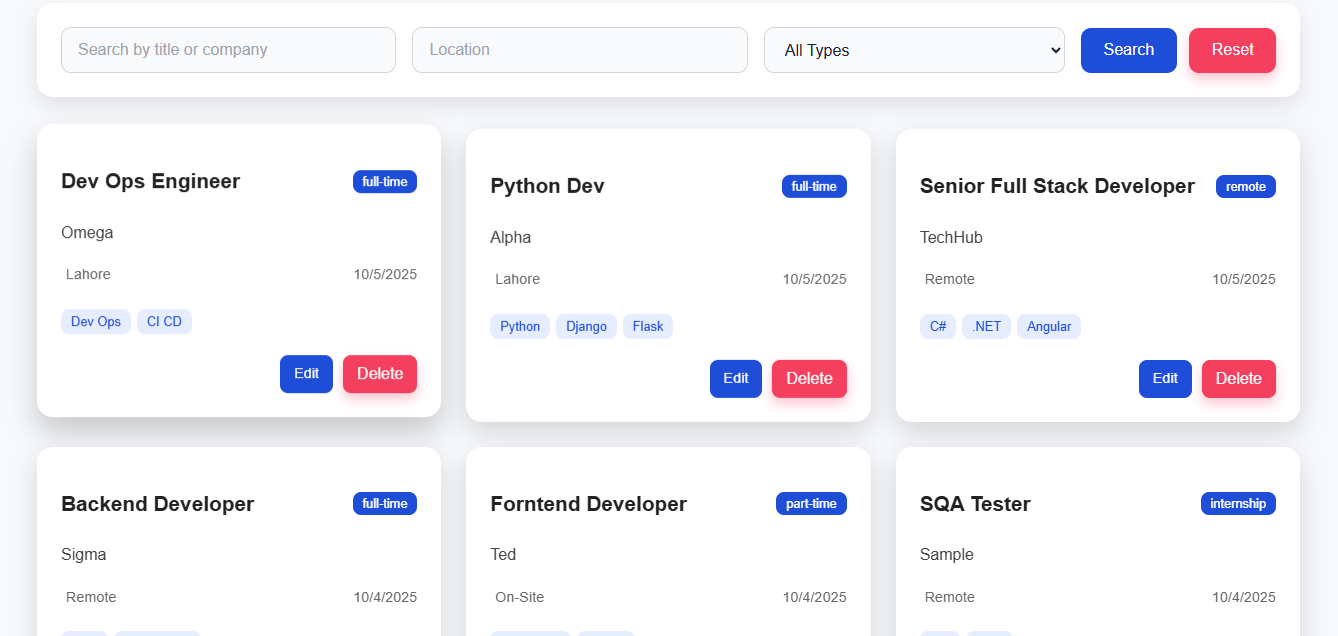 Search by title or company Location All Types Search Reset
Dev Ops Engineer full-time
Omega
Lahore 10/5/2025
Dev Ops CI CD
Edit Delete
Python Dev full-time
Alpha
Lahore 10/5/2025
Python Django Flask
Edit Delete
Senior Full Stack Developer remote
TechHub
Remote 10/5/2025
C# .NET Angular
Edit Delete
Backend Developer full-time
Sigma
Remote 10/4/2025
Forntend Developer part-time
Ted
On-Site 10/4/2025
SQA Tester internship
Sample
Remote 10/4/2025